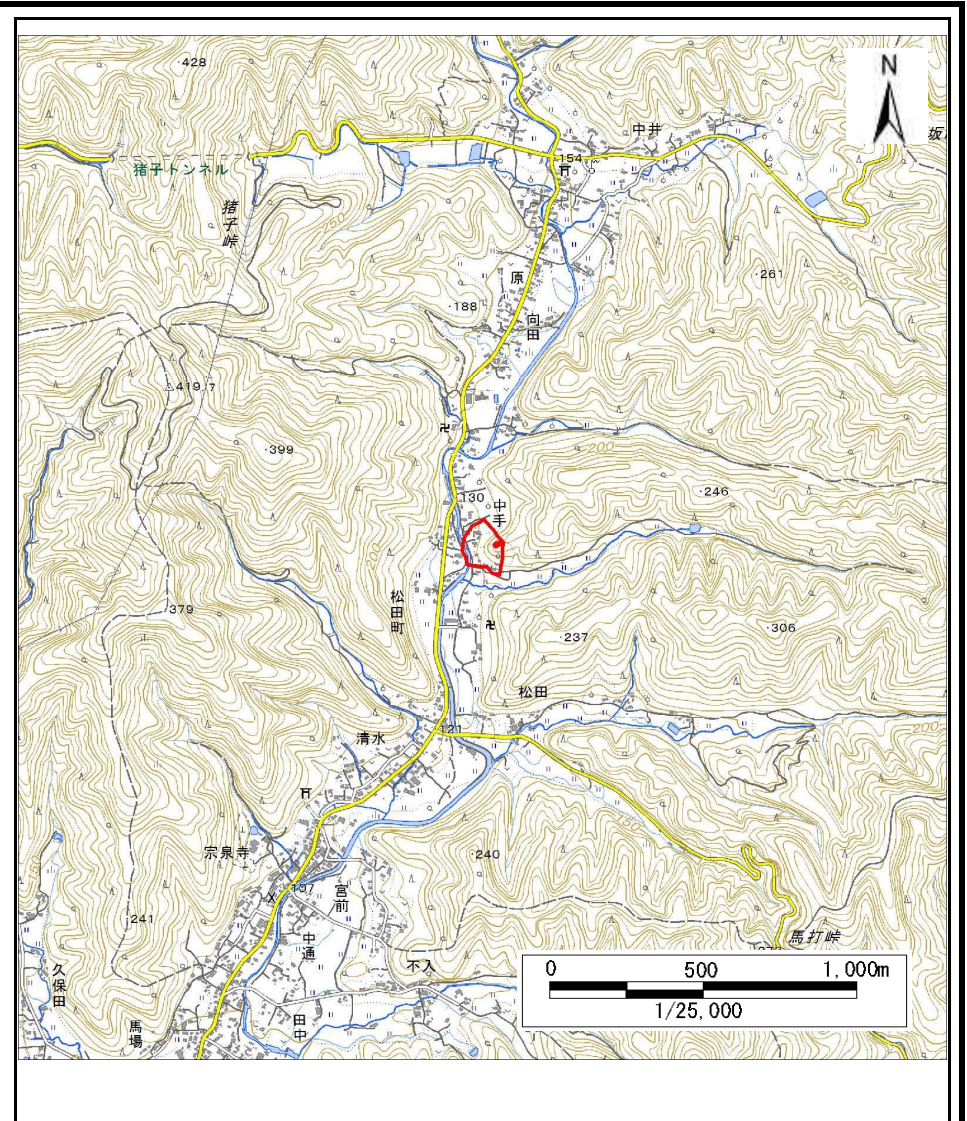 428
N
中井
坂
154
猪子トンネル
猪子峠
261
原
188
向田
419.7
399
200
246
130
中手
200
379
松田町
237
306
松田
121
清水
200
150
宗泉寺
240
107
宮前
241
中通
馬打峠
不入
久保田
田中
馬場
0 500 1,000m
1/25,000